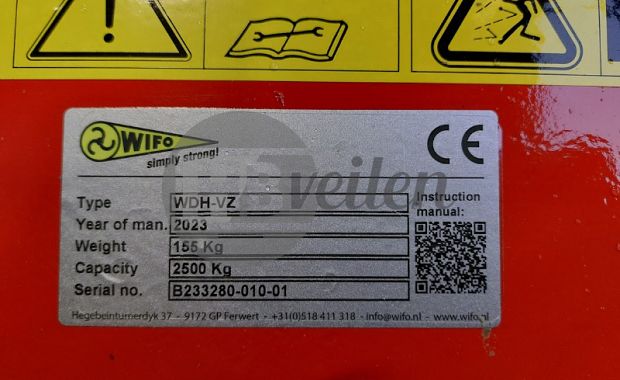 WIFO
simply strong!
CE
veilen
Type WDH-VZ
Year of man. 2023
Weight 155 Kg
Capacity 2500 Kg
Serial no. B233280-010-01
Instruction
manual:
Hegebeintumerdyk 37 - 9172 GP Ferwert - +31(0)518 411 318 - info@wifo.nl - www.wifo.nl